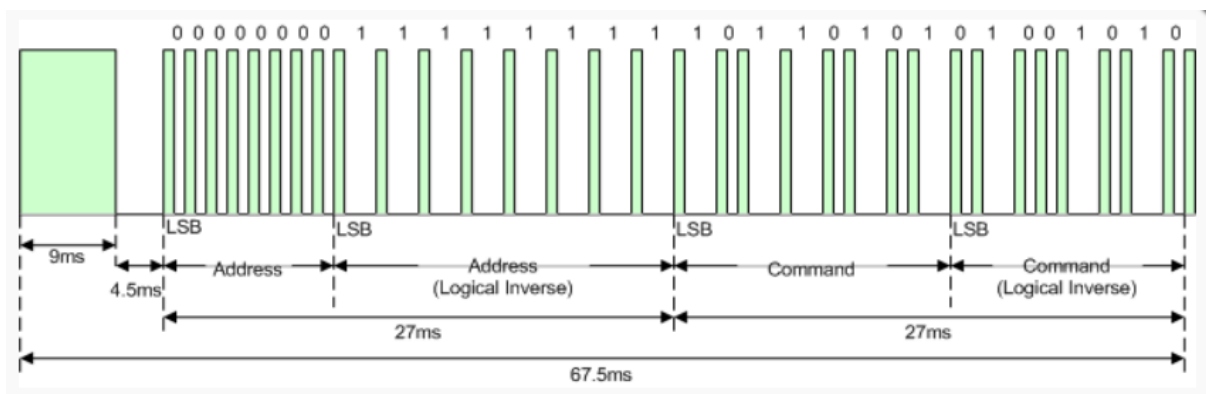 0 0 0 0 0 0 0 0 1 1 1 1 1 1 1 1 1 0 1 1 0 1 0 1 0 1 0 0 1 0 1 0
LSB LSB LSB LSB
9ms
4.5ms
Address
Address
(Logical Inverse)
Command
Command
(Logical Inverse)
27ms
27ms
67.5ms